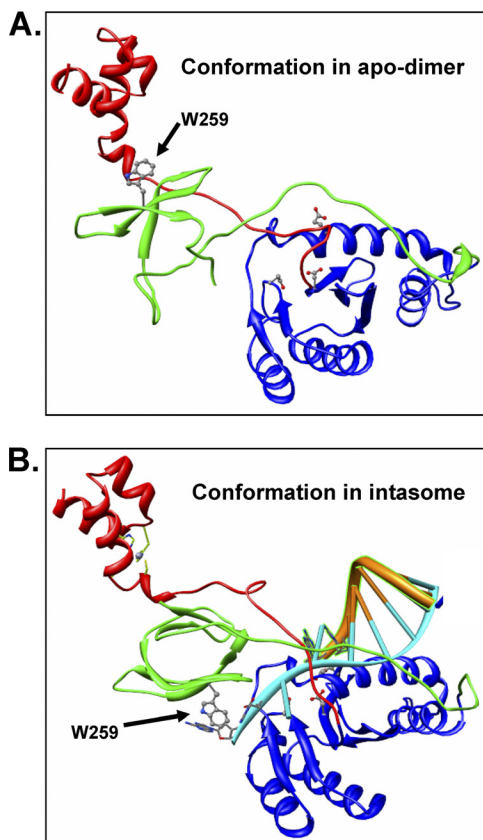 A.
Conformation in apo-dimer
W259
B.
Conformation in intasome
W259